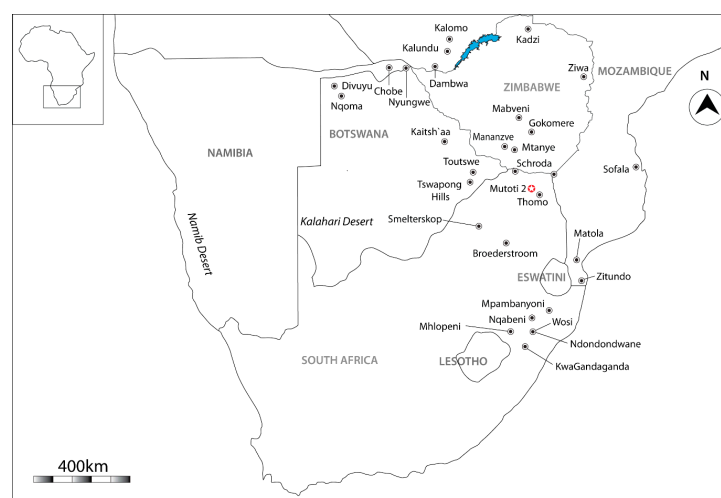 Kalomo
Kadzi
Kalundu
Ziwa
MOZAMBIQUE
N
Dambwa
Divuyu
Chobe
Nyungwe
ZIMBABWE
Nqoma
Mabveni
Gokomere
BOTSWANA
Kaitsh`aa
Mananzve
Mtanye
NAMIBIA
Toutswe
Schroda
Sofala
Tswapong
Hills
Mutoti 2
Thomo
Namib Desert
Kalahari Desert
Smelterskop
Matola
Broederstroom
ESWATINI
Zitundo
Mpambanyoni
Nqabeni
Wosi
Mhlopeni
Ndondondwane
SOUTH AFRICA
LESOTHO
KwaGandaganda
400km